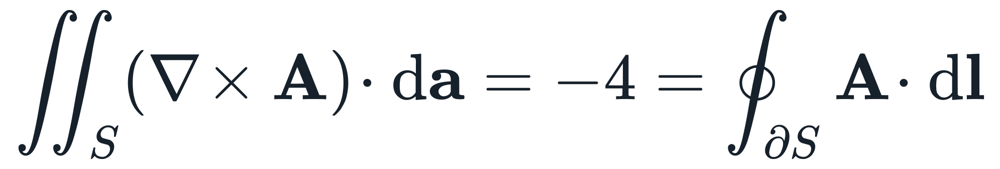 ∬_S (∇ × 𝐀) · d𝐚 = −4 = ∮_∂S 𝐀 · d𝐥